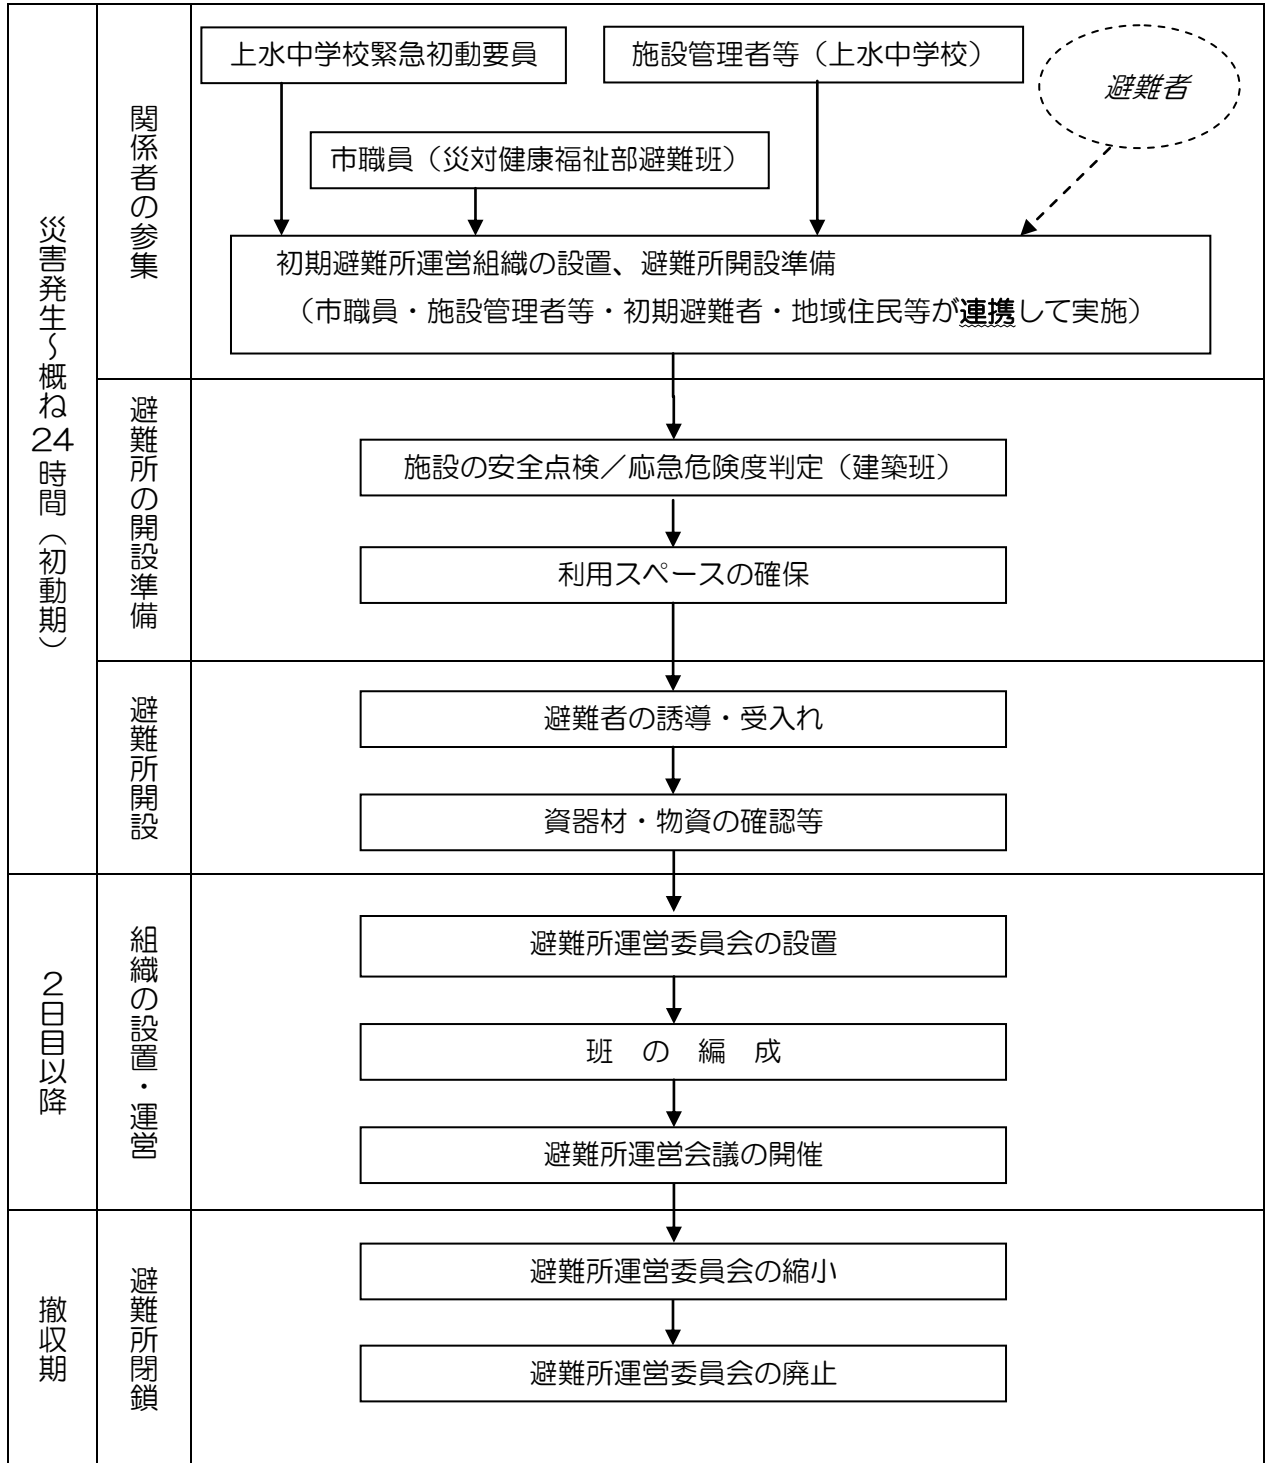 災害発生～概ね24時間（初動期）
関係者の参集
上水中学校緊急初動要員
施設管理者等（上水中学校）
避難者
市職員（災対健康福祉部避難班）
初期避難所運営組織の設置、避難所開設準備
（市職員・施設管理者等・初期避難者・地域住民等が連携して実施）
避難所の開設準備
施設の安全点検／応急危険度判定（建築班）
利用スペースの確保
避難所開設
避難者の誘導・受入れ
資器材・物資の確認等
2日目以降
組織の設置・運営
避難所運営委員会の設置
班　の　編　成
避難所運営会議の開催
撤収期
避難所閉鎖
避難所運営委員会の縮小
避難所運営委員会の廃止